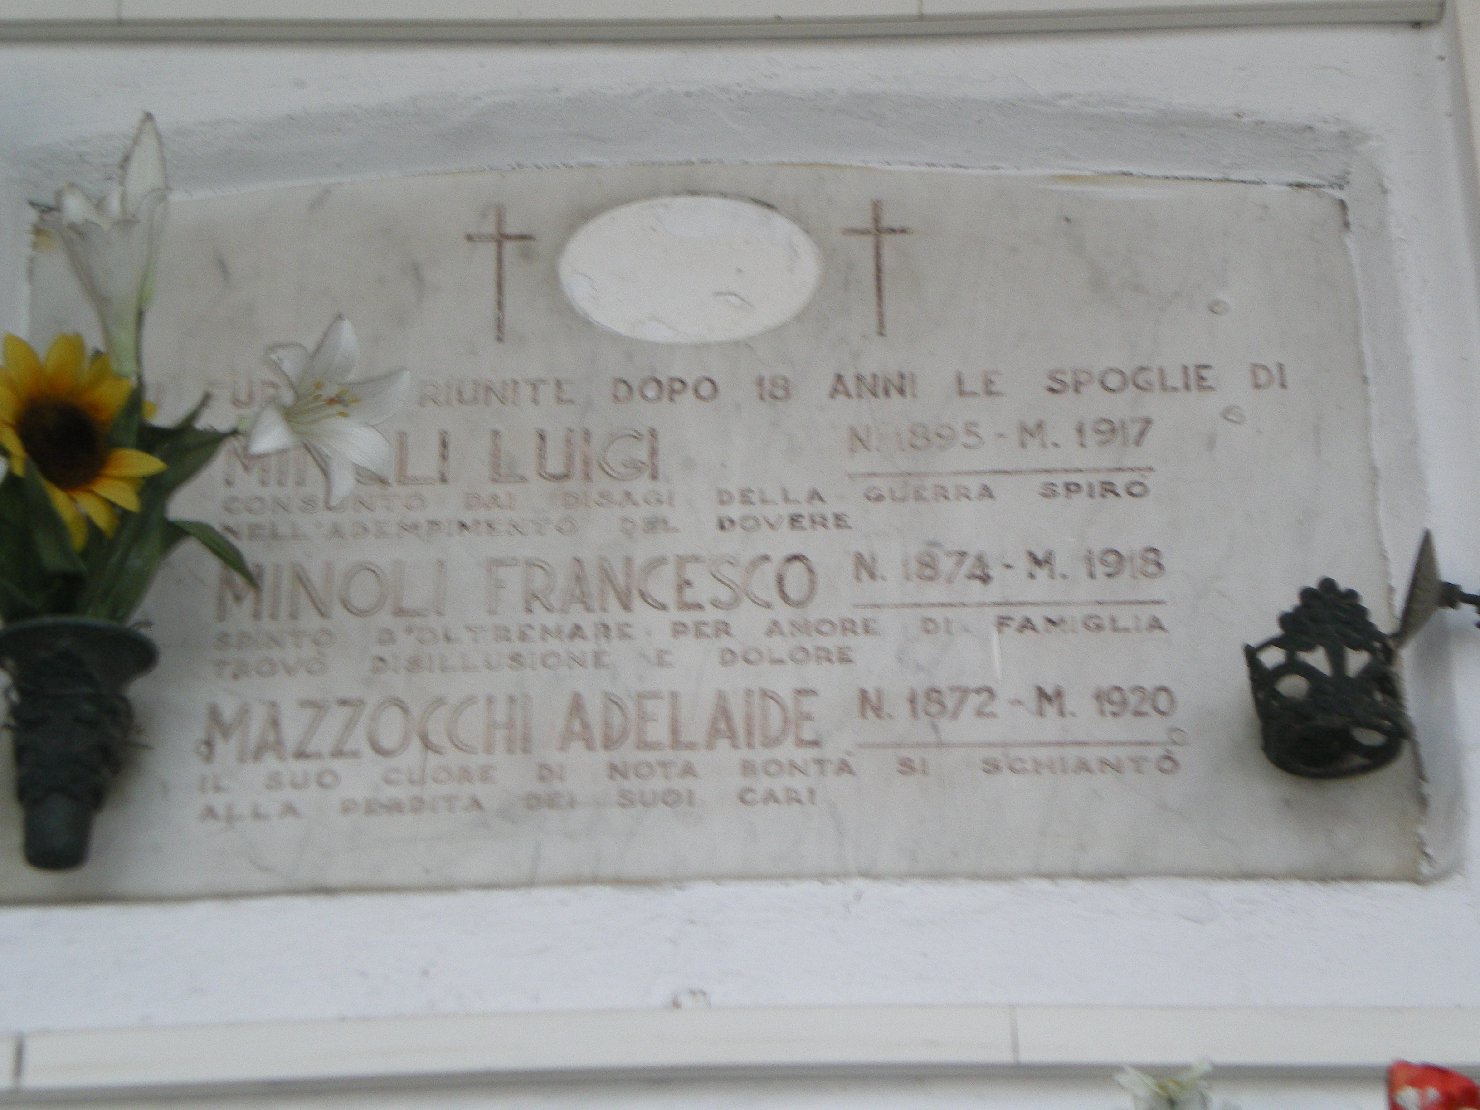 RIUNITE DOPO 18 ANNI LE SPOGLIE DI
MINOLI LUIGI N. 1895 - M. 1917
CONSUNTO DAI DISAGI DELLA GUERRA SPIRÒ
NELL'ADEMPIMENTO DEL DOVERE
MINOLI FRANCESCO N. 1874 - M. 1918
SPINTO D'OLTREMARE PER AMORE DI FAMIGLIA
TROVÒ DISILLUSIONE E DOLORE
MAZZOCCHI ADELAIDE N. 1872 - M. 1920
IL SUO CUORE DI NOTA BONTÀ SI SCHIANTÒ
ALLA PERDITA DEI SUOI CARI